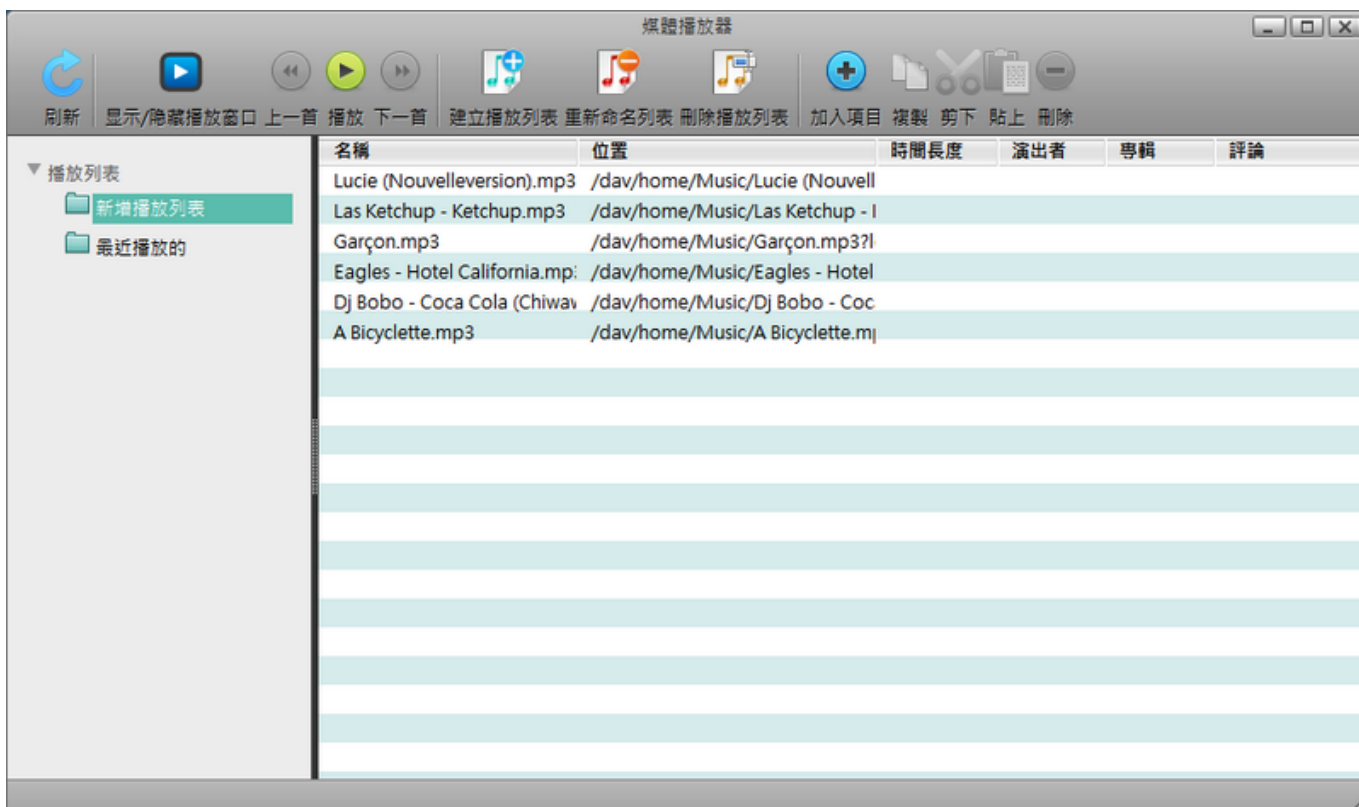 媒體播放器
刷新 显示/隐藏播放窗口 上一首 播放 下一首 建立播放列表 重新命名列表 刪除播放列表 加入項目 複製 剪下 貼上 刪除
播放列表
新增播放列表
最近播放的
名稱 位置 時間長度 演出者 專輯 評論
Lucie (Nouvelleversion).mp3 /dav/home/Music/Lucie (Nouvell
Las Ketchup - Ketchup.mp3 /dav/home/Music/Las Ketchup -
Garçon.mp3 /dav/home/Music/Garçon.mp3?l
Eagles - Hotel California.mp /dav/home/Music/Eagles - Hotel
Dj Bobo - Coca Cola (Chiwav /dav/home/Music/Dj Bobo - Coc
A Bicyclette.mp3 /dav/home/Music/A Bicyclette.m